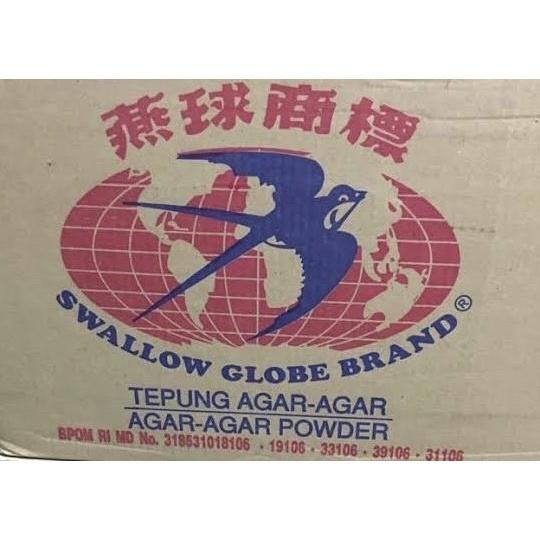 燕球商標
SWALLOW GLOBE BRAND®
TEPUNG AGAR-AGAR
AGAR-AGAR POWDER
BPOM RI MD No. 318531018106 - 19106 - 33106 - 39106 - 31106